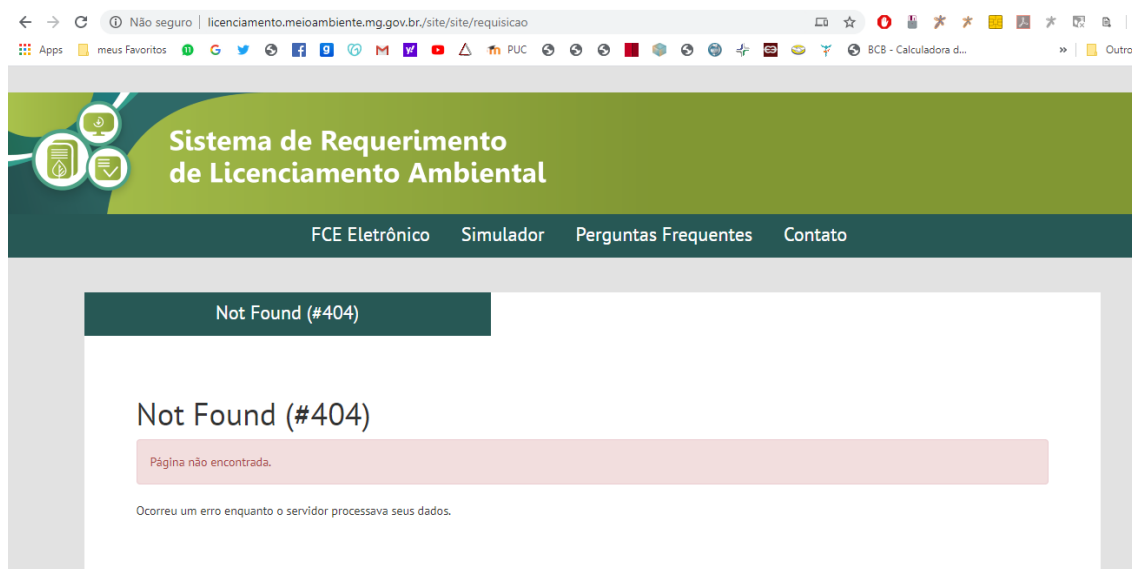 Não seguro | licenciamento.meioambiente.mg.gov.br./site/site/requisicao
Apps meus Favoritos PUC BCB - Calculadora d... » Outro
Sistema de Requerimento
de Licenciamento Ambiental
FCE Eletrônico Simulador Perguntas Frequentes Contato
Not Found (#404)
Not Found (#404)
Página não encontrada.
Ocorreu um erro enquanto o servidor processava seus dados.